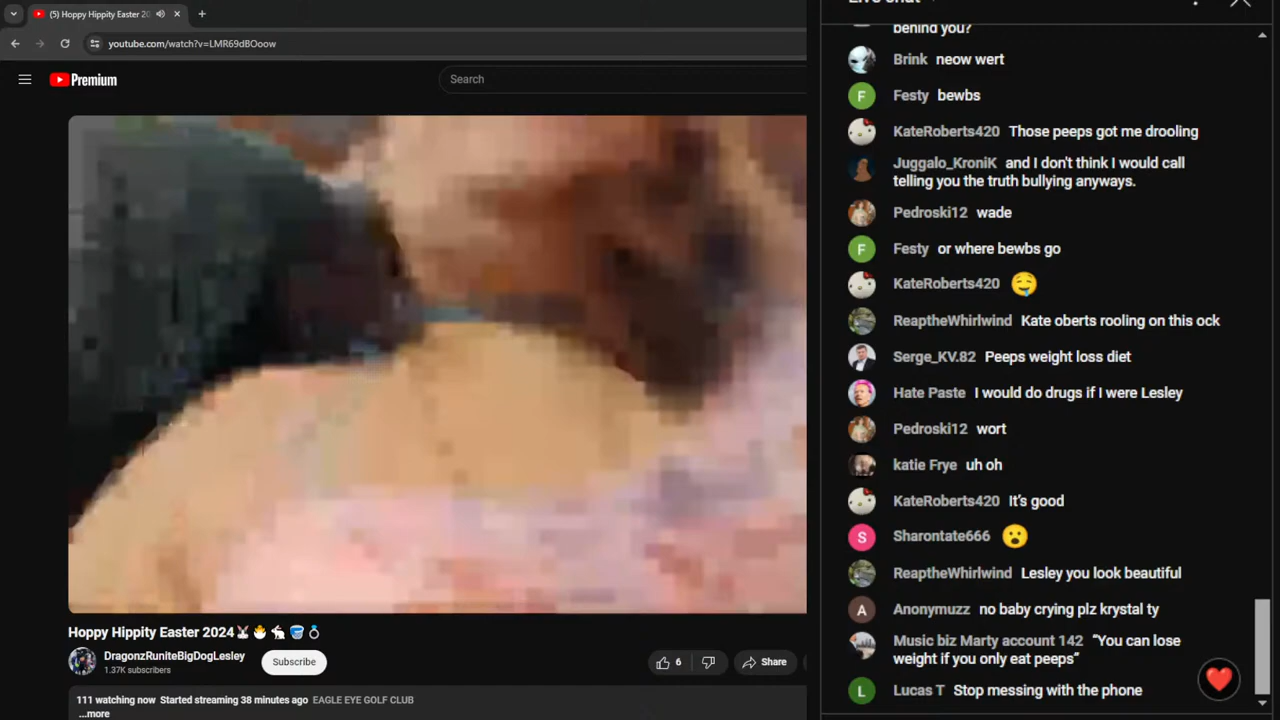 (5) Hoppy Hippity Easter 20
youtube.com/watch?v=LMR69dBOoow
Premium
Search
Hoppy Hippity Easter 2024🐰🐣🐇🪣💍
DragonzRuniteBigDogLesley
1.37K subscribers
Subscribe
6
Share
111 watching now Started streaming 38 minutes ago EAGLE EYE GOLF CLUB
...more
behind you?
Brink neow wert
F Festy bewbs
KateRoberts420 Those peeps got me drooling
Juggalo_KroniK and I don't think I would call
telling you the truth bullying anyways.
Pedroski12 wade
F Festy or where bewbs go
KateRoberts420 🤤
ReaptheWhirlwind Kate oberts rooling on this ock
Serge_KV.82 Peeps weight loss diet
Hate Paste I would do drugs if I were Lesley
Pedroski12 wort
katie Frye uh oh
KateRoberts420 It's good
S Sharontate666 😮
ReaptheWhirlwind Lesley you look beautiful
A Anonymuzz no baby crying plz krystal ty
Music biz Marty account 142 “You can lose
weight if you only eat peeps”
L Lucas T Stop messing with the phone